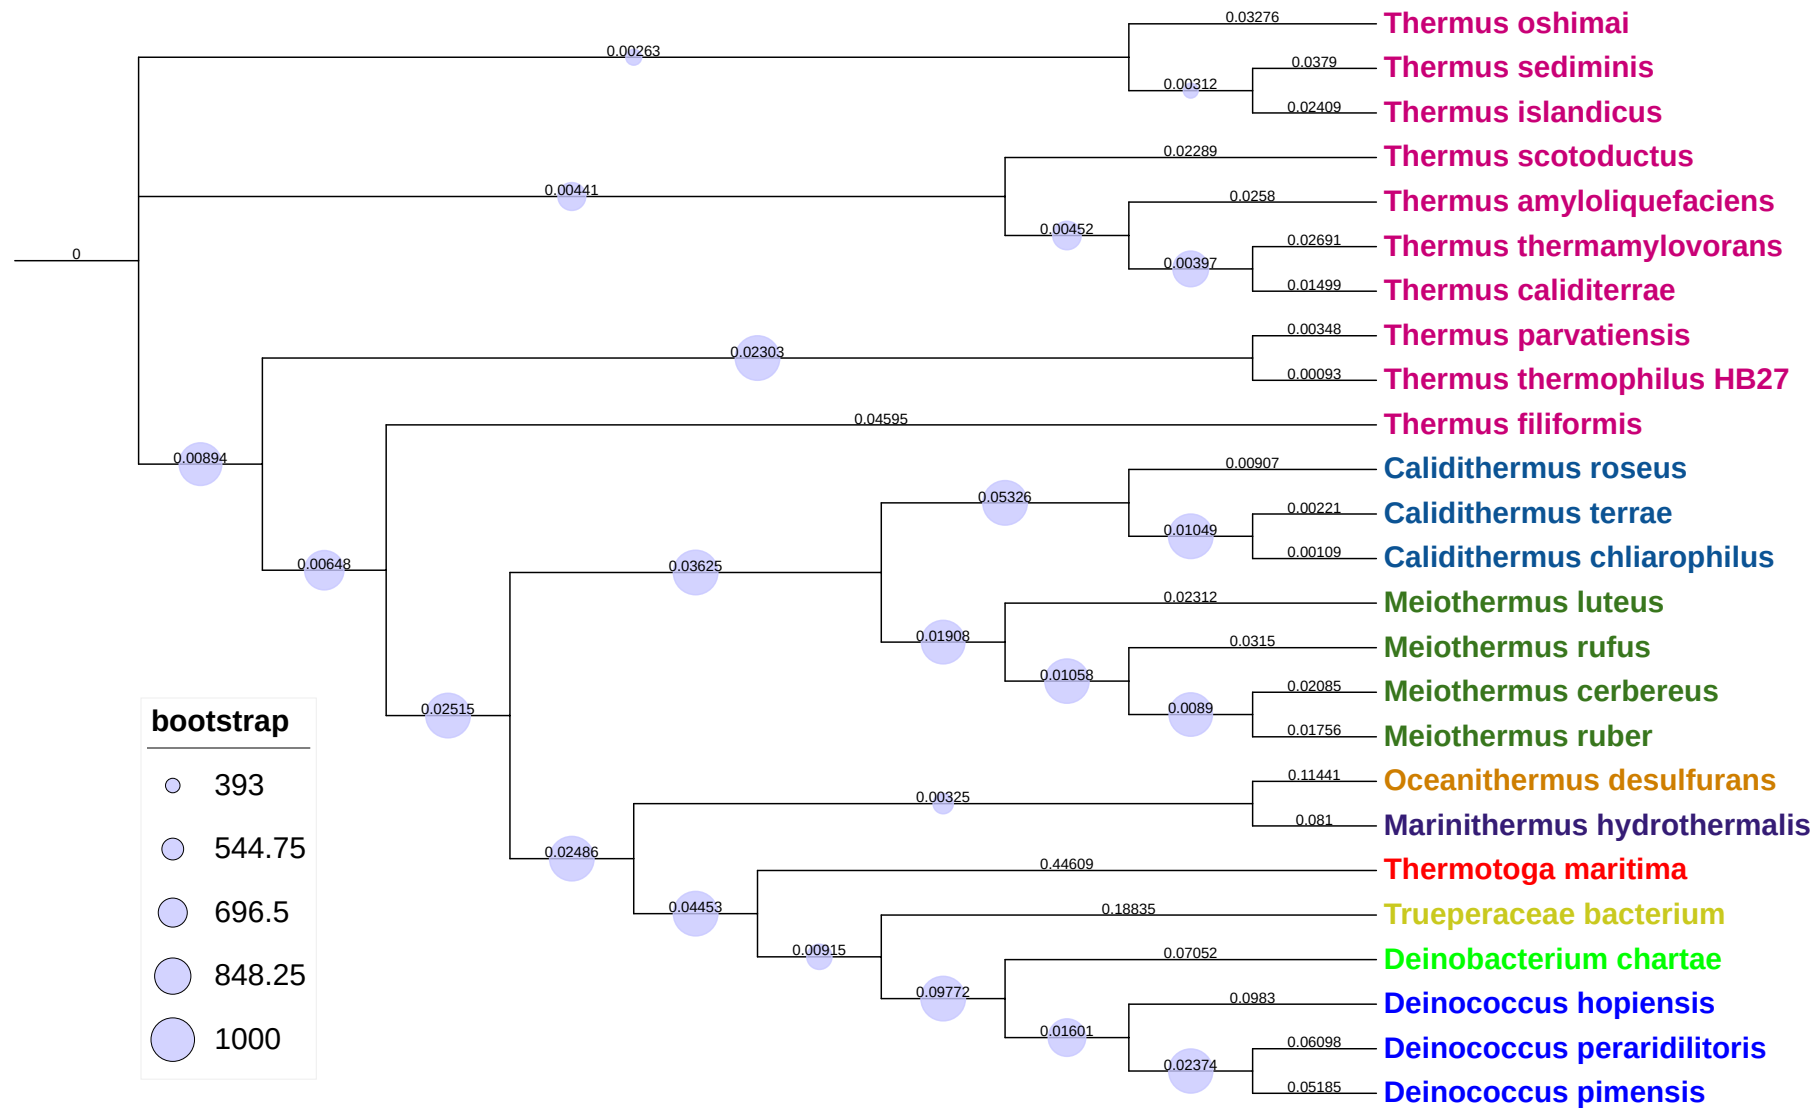 0.03276
Thermus oshimai
0.00263
0.0379
Thermus sediminis
0.00312
0.02409
Thermus islandicus
0.02289
Thermus scotoductus
0.00441
0.0258
Thermus amyloliquefaciens
0.00452
0.02691
Thermus thermamylovorans
0
0.00397
0.01499
Thermus caliditerrae
0.00348
Thermus parvatiensis
0.02303
0.00093
Thermus thermophilus HB27
0.04595
Thermus filiformis
0.00894
0.00907
Calidithermus roseus
0.05326
0.00221
Calidithermus terrae
0.01049
0.00109
Calidithermus chliarophilus
0.00648
0.03625
0.02312
Meiothermus luteus
0.01908
0.0315
Meiothermus rufus
0.01058
0.02085
Meiothermus cerbereus
0.02515
0.0089
0.01756
Meiothermus ruber
0.11441
Oceanithermus desulfurans
0.00325
0.081
Marinithermus hydrothermalis
0.02486
0.44609
Thermotoga maritima
0.04453
0.18835
Trueperaceae bacterium
0.00915
0.07052
Deinobacterium chartae
0.09772
0.0983
Deinococcus hopiensis
0.01601
0.06098
Deinococcus peraridilitoris
0.02374
0.05185
Deinococcus pimensis
bootstrap
393
544.75
696.5
848.25
1000